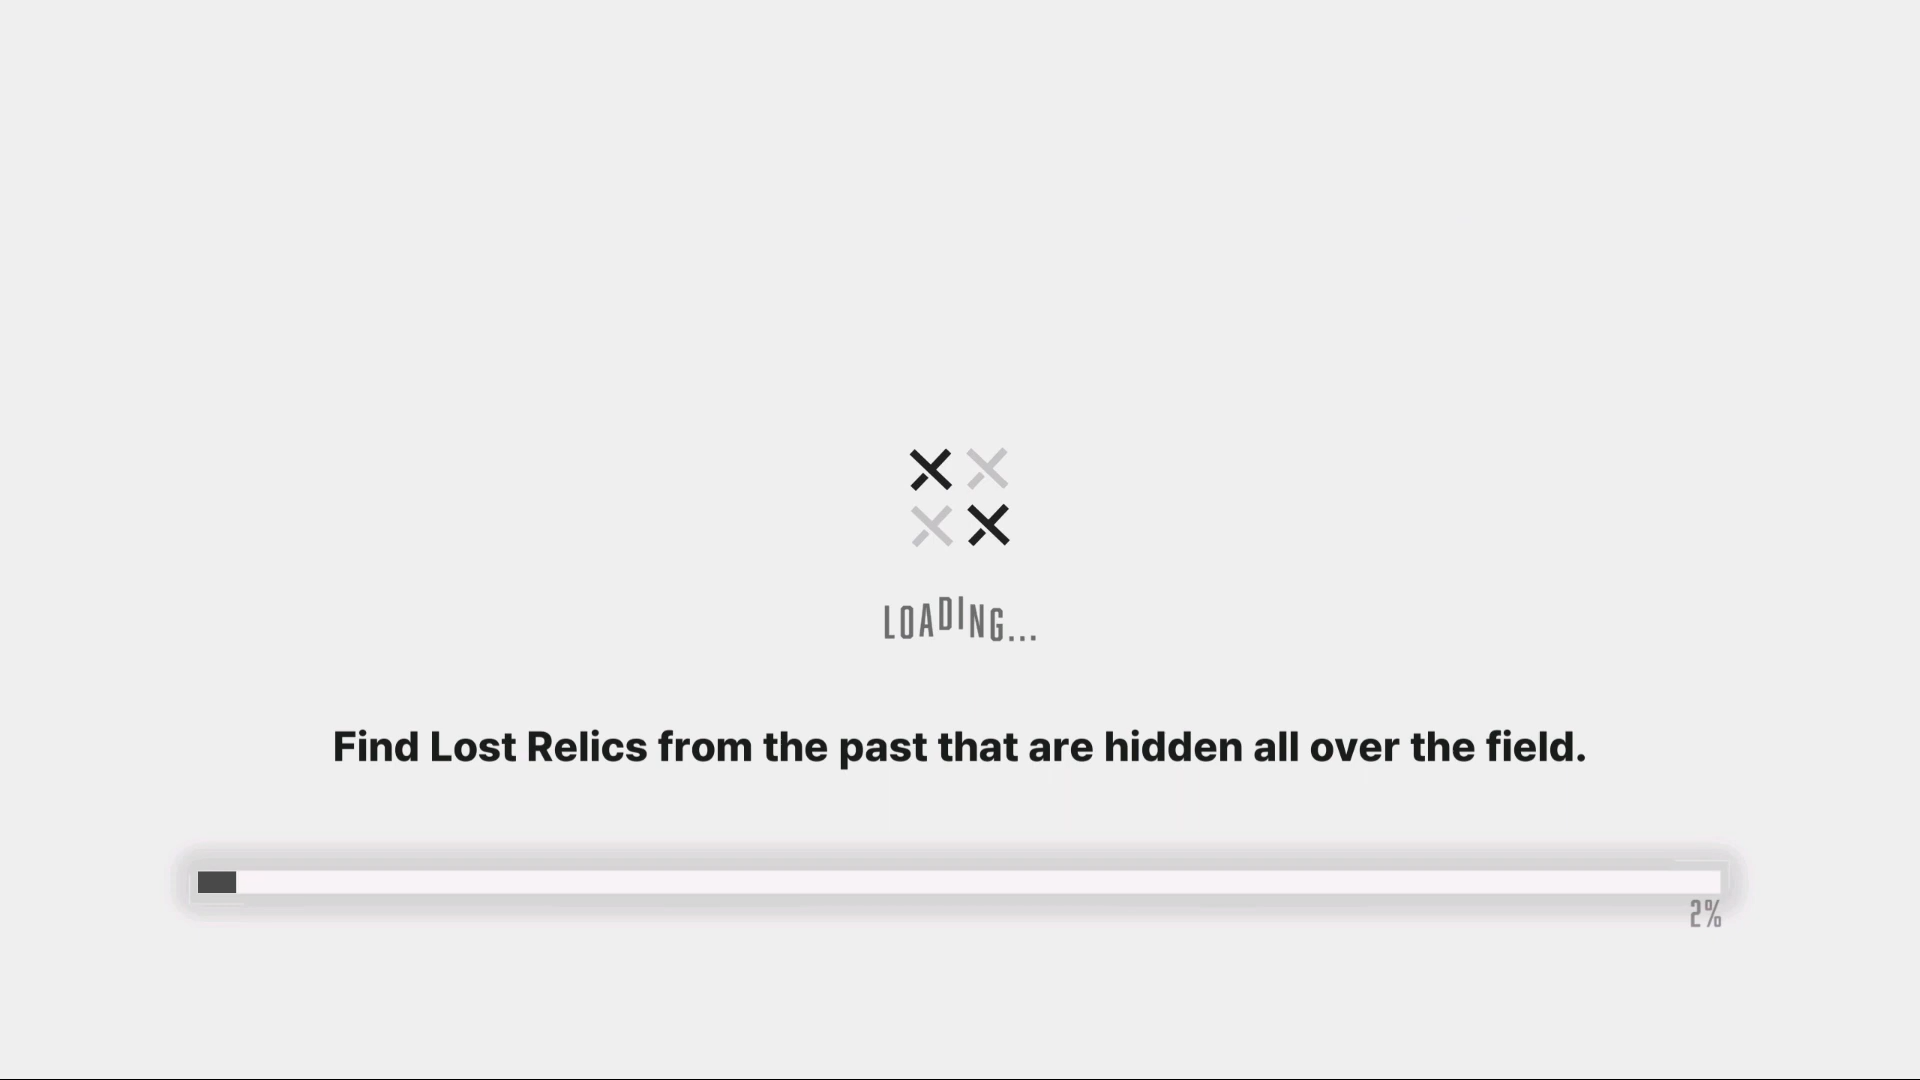 LOADING...
Find Lost Relics from the past that are hidden all over the field.
2%